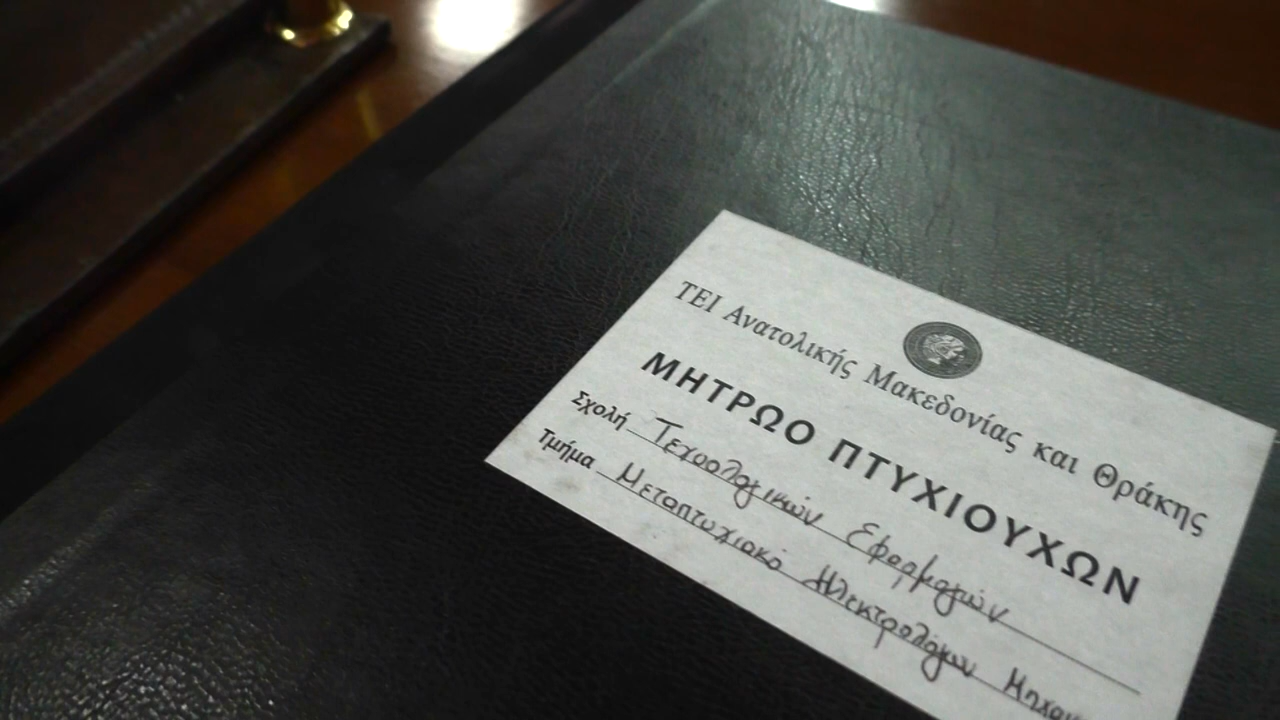 ΤΕΙ Ανατολικής Μακεδονίας και Θράκης
ΜΗΤΡΩΟ ΠΤΥΧΙΟΥΧΩΝ
Σχολή Τεχνολογικών Εφαρμογών
Τμήμα Μεταπτυχιακό Ηλεκτρολόγων